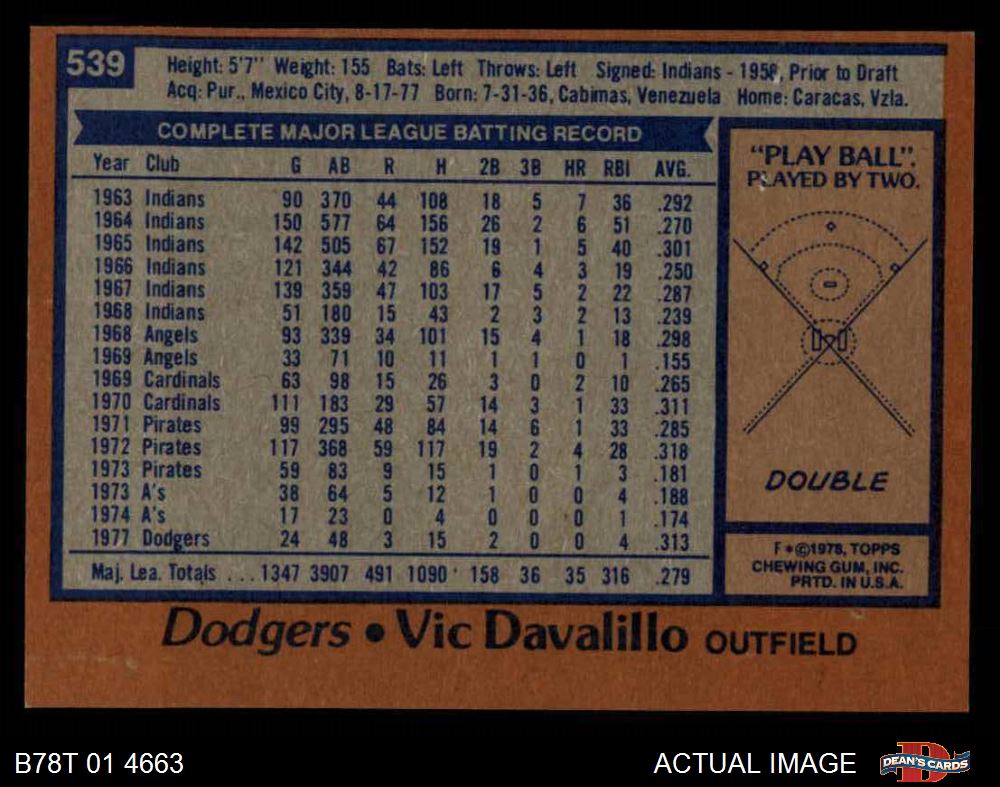 539
Height: 5'7" Weight: 155 Bats: Left Throws: Left Signed: Indians - 1958, Prior to Draft
Acq: Pur., Mexico City, 8-17-77 Born: 7-31-36, Cabimas, Venezuela Home: Caracas, Vzla.
COMPLETE MAJOR LEAGUE BATTING RECORD
Year Club G AB R H 2B 3B HR RBI AVG.
1963 Indians 90 370 44 108 18 5 7 36 .292
1964 Indians 150 577 64 156 26 2 6 51 .270
1965 Indians 142 505 67 152 19 1 5 40 .301
1966 Indians 121 344 42 86 6 4 3 19 .250
1967 Indians 139 359 47 103 17 5 2 22 .287
1968 Indians 51 180 15 43 2 3 2 13 .239
1968 Angels 93 339 34 101 15 4 1 18 .298
1969 Angels 33 71 10 11 1 1 0 1 .155
1969 Cardinals 63 98 15 26 3 0 2 10 .265
1970 Cardinals 111 183 29 57 14 3 1 33 .311
1971 Pirates 99 295 48 84 14 6 1 33 .285
1972 Pirates 117 368 59 117 19 2 4 28 .318
1973 Pirates 59 83 9 15 1 0 1 3 .181
1973 A's 38 64 5 12 1 0 0 4 .188
1974 A's 17 23 0 4 0 0 0 1 .174
1977 Dodgers 24 48 3 15 2 0 0 4 .313
Maj. Lea. Totals ... 1347 3907 491 1090 158 36 35 316 .279
"PLAY BALL".
PLAYED BY TWO.
DOUBLE
F*©1978, TOPPS
CHEWING GUM, INC.
PRTD. IN U.S.A.
Dodgers • Vic Davalillo OUTFIELD
B78T 01 4663
ACTUAL IMAGE
DEAN'S CARDS